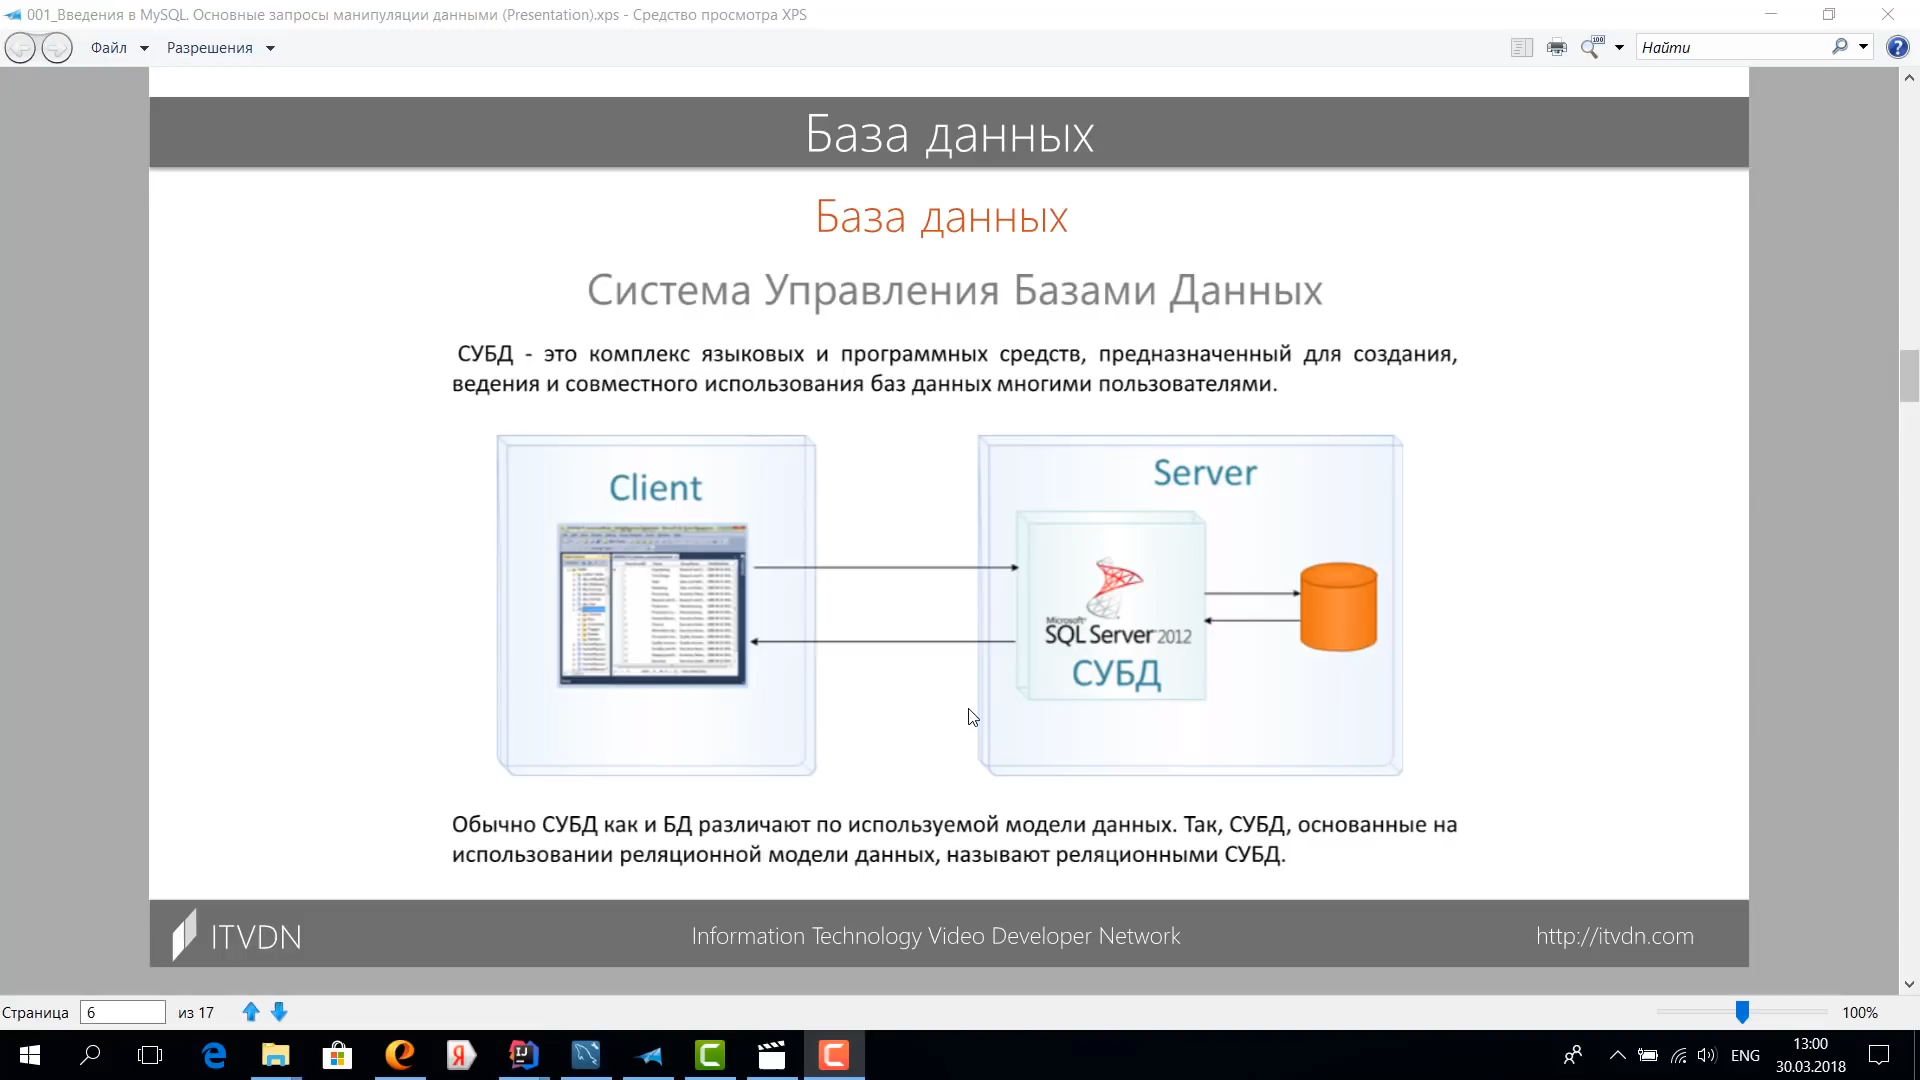 001_Введения в MySQL. Основные запросы манипуляции данными (Presentation).xps - Средство просмотра XPS
Файл Разрешения 100 Найти
База данных
База данных
Система Управления Базами Данных
СУБД - это комплекс языковых и программных средств, предназначенный для создания,
ведения и совместного использования баз данных многими пользователями.
Client
Server
Microsoft
SQL Server 2012
СУБД
Обычно СУБД как и БД различают по используемой модели данных. Так, СУБД, основанные на
использовании реляционной модели данных, называют реляционными СУБД.
ITVDN Information Technology Video Developer Network http://itvdn.com
Страница 6 из 17 100%
ENG 13:00
30.03.2018